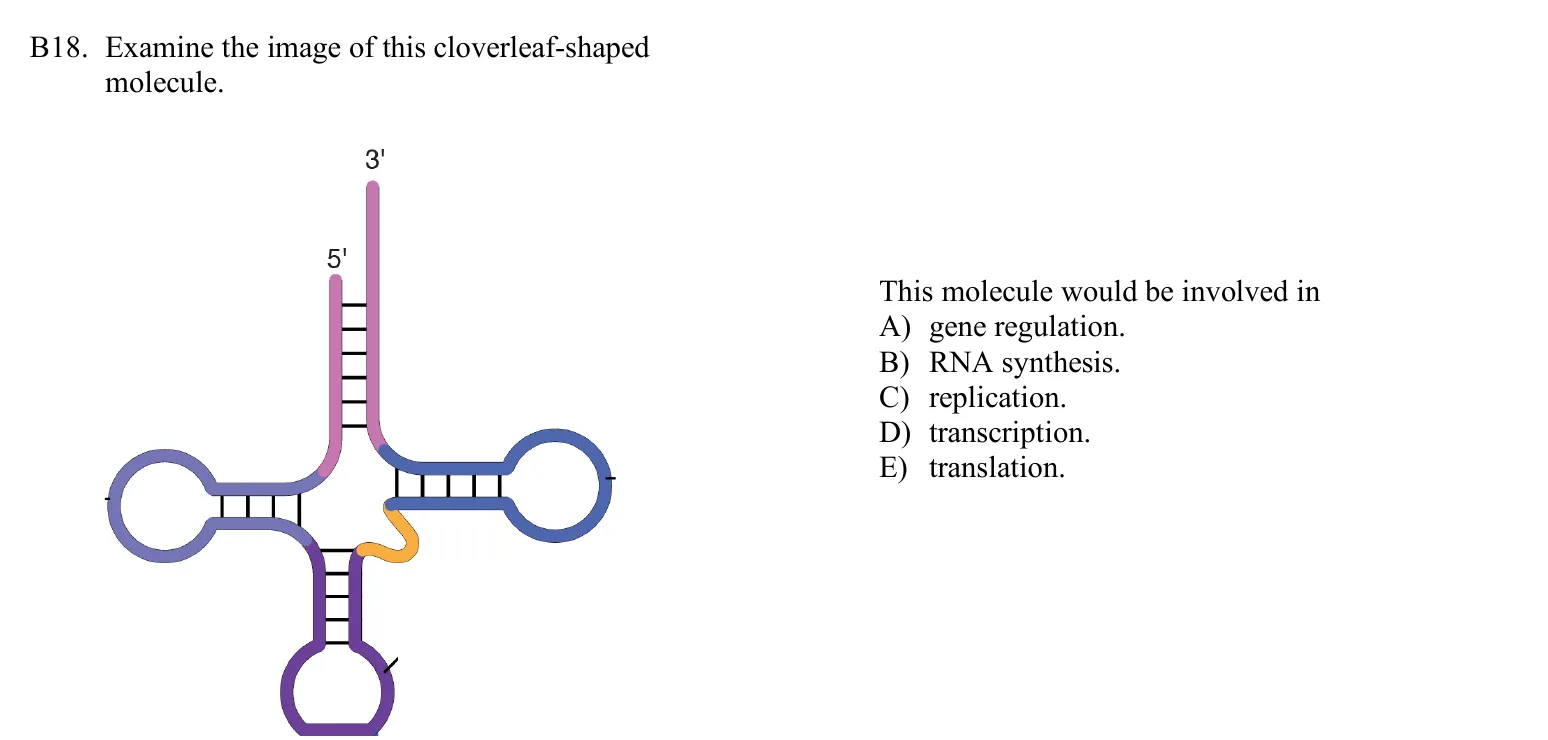 B18. Examine the image of this cloverleaf-shaped
molecule.
3'
5'
This molecule would be involved in
A) gene regulation.
B) RNA synthesis.
C) replication.
D) transcription.
E) translation.